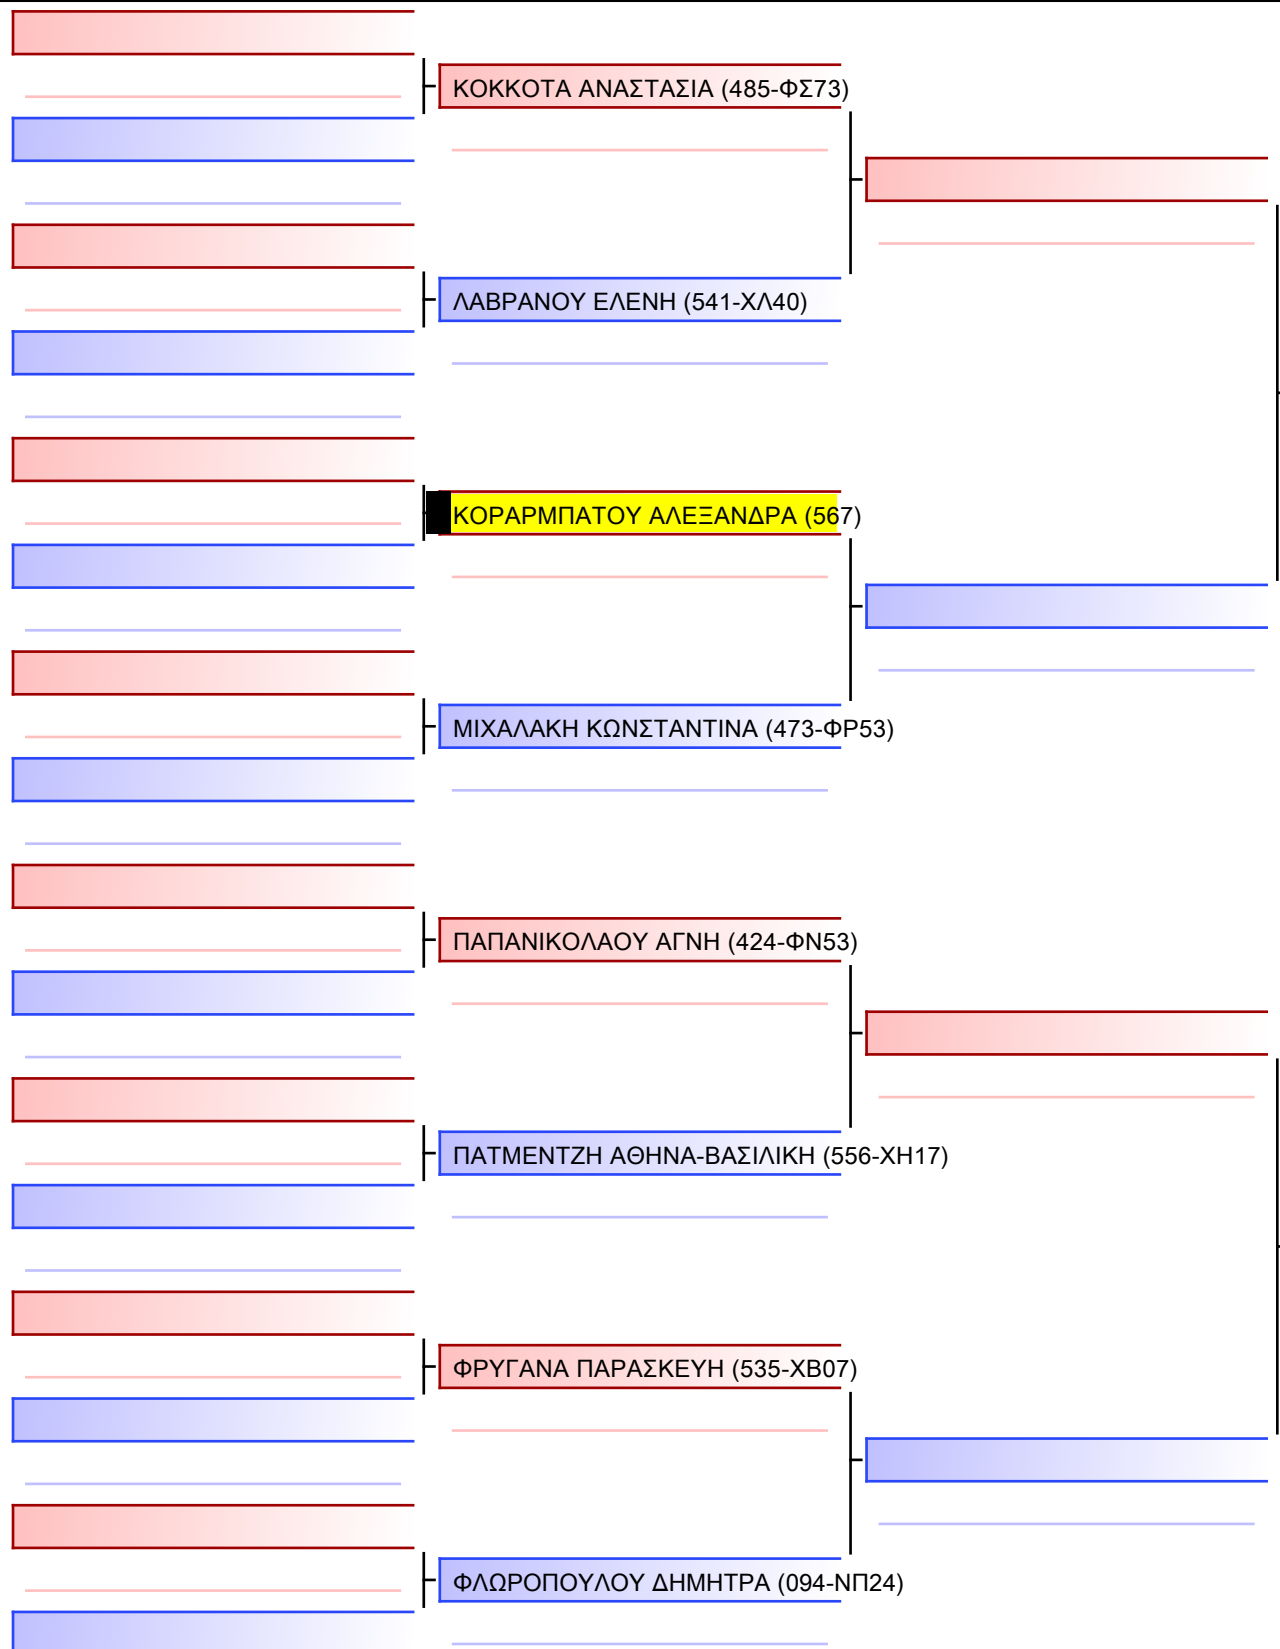 ΚΟΚΚΟΤΑ ΑΝΑΣΤΑΣΙΑ (485-ΦΣ73)
ΛΑΒΡΑΝΟΥ ΕΛΕΝΗ (541-ΧΛ40)
ΚΟΡΑΡΜΠΑΤΟΥ ΑΛΕΞΑΝΔΡΑ (567)
ΜΙΧΑΛΑΚΗ ΚΩΝΣΤΑΝΤΙΝΑ (473-ΦΡ53)
ΠΑΠΑΝΙΚΟΛΑΟΥ ΑΓΝΗ (424-ΦΝ53)
ΠΑΤΜΕΝΤΖΗ ΑΘΗΝΑ-ΒΑΣΙΛΙΚΗ (556-ΧΗ17)
ΦΡΥΓΑΝΑ ΠΑΡΑΣΚΕΥΗ (535-ΧΒ07)
ΦΛΩΡΟΠΟΥΛΟΥ ΔΗΜΗΤΡΑ (094-ΝΠ24)